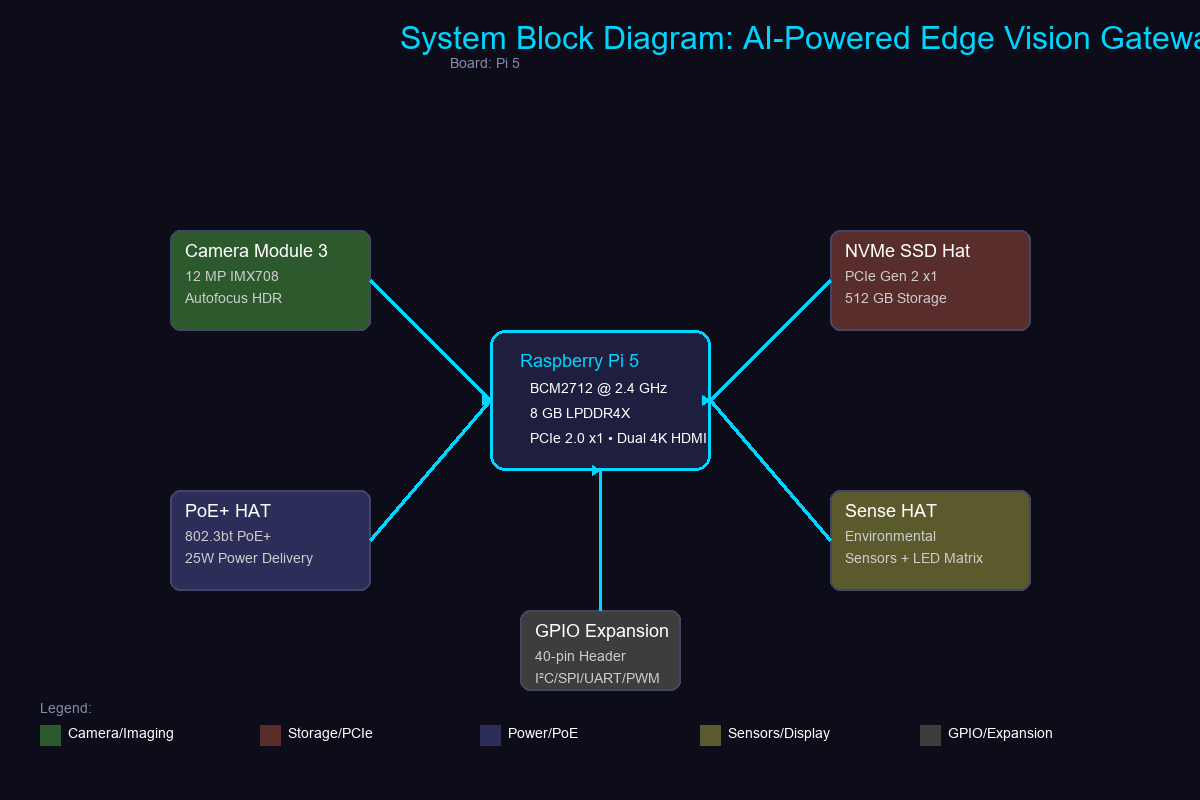 System Block Diagram: AI-Powered Edge Vision Gatewa
Board: Pi 5
Camera Module 3
12 MP IMX708
Autofocus HDR
NVMe SSD Hat
PCIe Gen 2 x1
512 GB Storage
Raspberry Pi 5
BCM2712 @ 2.4 GHz
8 GB LPDDR4X
PCIe 2.0 x1 • Dual 4K HDMI
PoE+ HAT
802.3bt PoE+
25W Power Delivery
Sense HAT
Environmental
Sensors + LED Matrix
GPIO Expansion
40-pin Header
I²C/SPI/UART/PWM
Legend:
Camera/Imaging
Storage/PCIe
Power/PoE
Sensors/Display
GPIO/Expansion